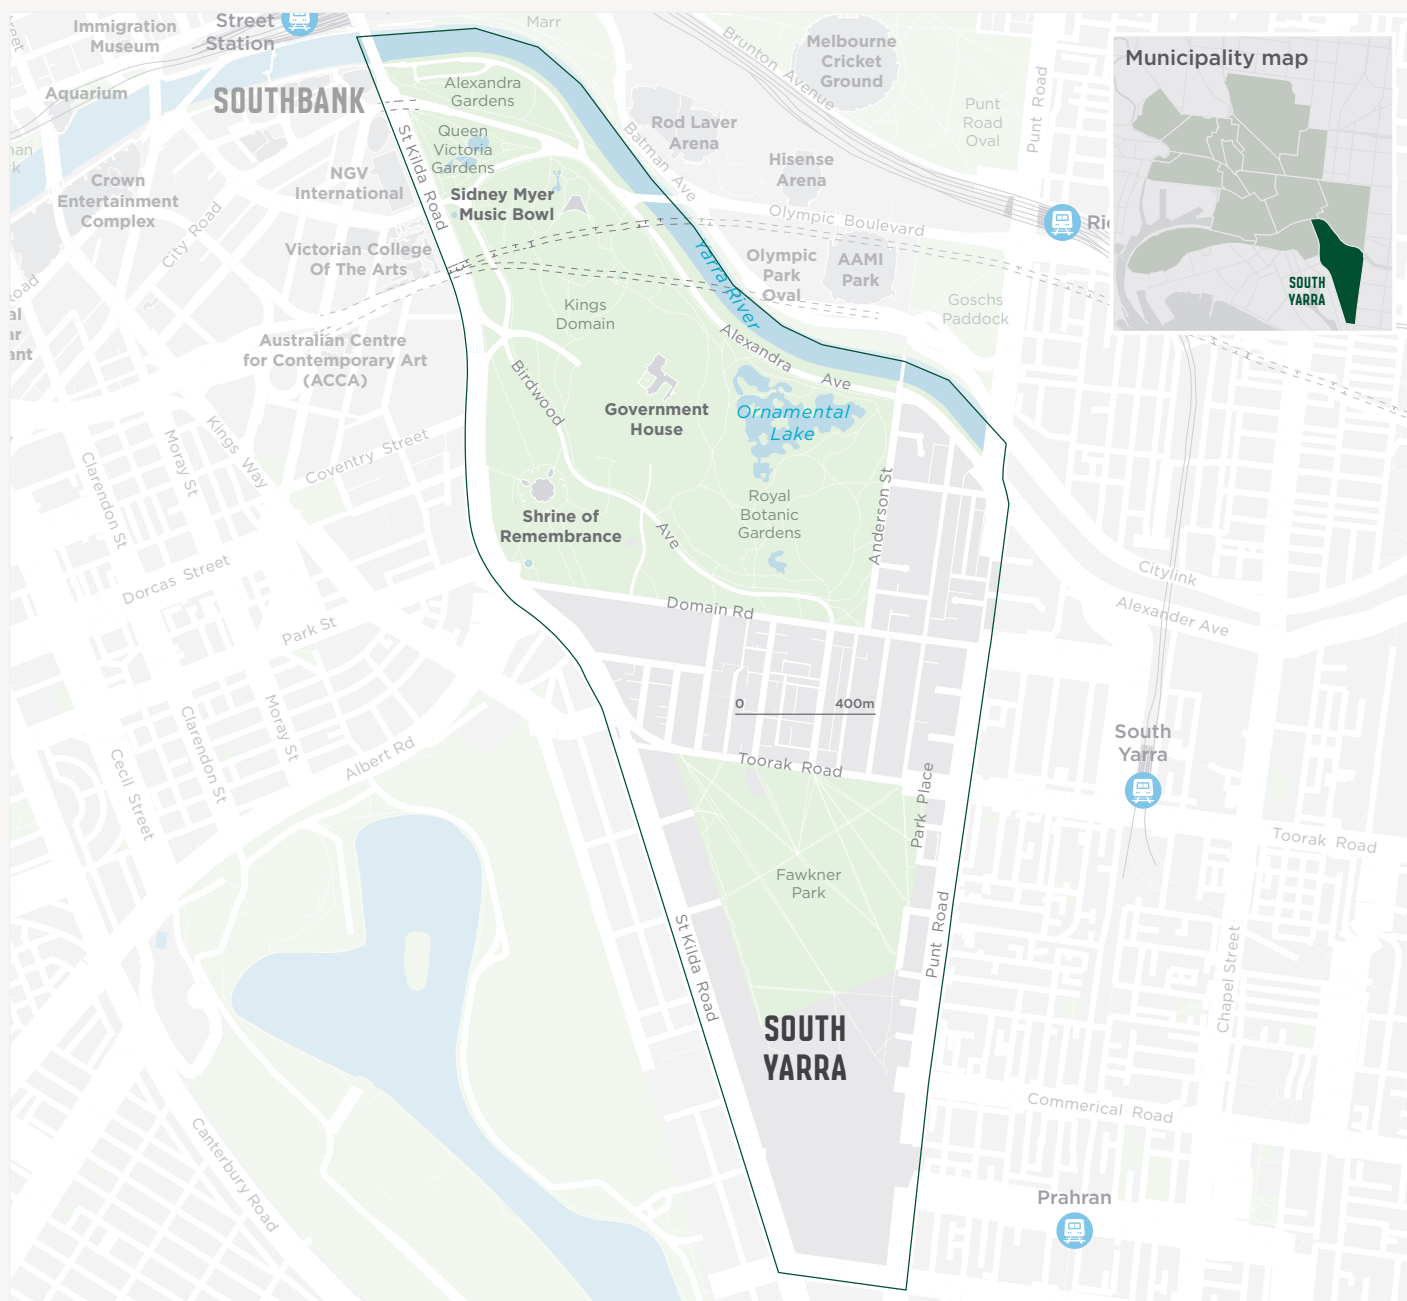 Street
Station
Immigration
Museum
Marr
Melbourne
Cricket
Ground
Brunton Avenue
Punt
Road
Oval
Punt Road
Municipality map
SOUTH
YARRA
Aquarium
SOUTHBANK
Alexandra
Gardens
Queen
Victoria
Gardens
St Kilda Road
Rod Laver
Arena
Batman Ave
Hisense
Arena
Olympic Boulevard
NGV
International
Crown
Entertainment
Complex
City Road
Sidney Myer
Music Bowl
Victorian College
Of The Arts
Yarra River
Olympic
Park
Oval
AAMI
Park
Goschs
Paddock
Kings
Domain
Australian Centre
for Contemporary Art
(ACCA)
Alexandra Ave
Birdwood Ave
Government
House
Ornamental
Lake
Kings Way
Moray St
Clarendon St
Coventry Street
Anderson St
Royal
Botanic
Gardens
Shrine of
Remembrance
Dorcas Street
Citylink
Alexander Ave
Domain Rd
Park St
0 400m
Moray St
Clarendon St
Cecil Street
Albert Rd
Toorak Road
South
Yarra
Park Place
Toorak Road
Fawkner
Park
Punt Road
St Kilda Road
Chapel Street
SOUTH
YARRA
Commerical Road
Canterbury Road
Prahran